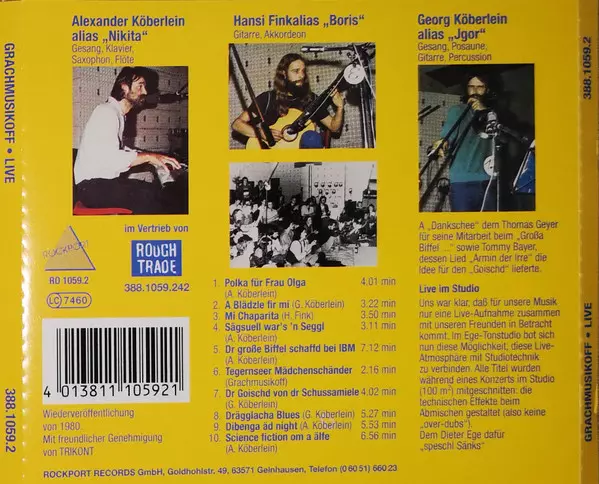 GRACHMUSIKOFF • LIVE
388.1059.2
Alexander Köberlein
alias „Nikita"
Gesang, Klavier,
Saxophon, Flöte
Hansi Finkalias „Boris"
Gitarre, Akkordeon
Georg Köberlein
alias „Jgor"
Gesang, Posaune,
Gitarre, Percussion
388.1059.2
GRACHMUSIKOFF • LIVE
ROCKPORT
RD 1059.2
LC 7460
im Vertrieb von
ROUGH
TRADE
388.1059.242
4 013811 105921
Wiederveröffentlichung
von 1980.
Mit freundlicher Genehmigung
von TRIKONT
1. Polka für Frau Olga 4.01 min
(A. Köberlein)
2. A Blädzle fir mi (G. Köberlein) 3.22 min
3. Mi Chaparita (H. Fink) 3.50 min
4. Sägsuell war's 'n Seggl 3.11 min
(A. Köberlein)
5. Dr große Biffel schaffd bei IBM 7.12 min
(A. Köberlein)
6. Tegernseer Mädchenschänder 2.16 min
(Grachmusikoff)
7. Dr Goischd von dr Schussamiele 4.02 min
(G. Köberlein)
8. Drägglacha Blues (G. Köberlein) 5.27 min
9. Dibenga äd night (A. Köberlein) 5.53 min
10. Science fiction om a älfe 6.56 min
(A. Köberlein)
A „Dankschee" dem Thomas Geyer
für seine Mitarbeit beim „Großa
Biffel ..." sowie Tommy Bayer,
dessen Lied „Armin der Irre" die
Idee für den „Goischd" lieferte.
Live im Studio
Uns war klar, daß für unsere Musik
nur eine Live-Aufnahme zusammen
mit unseren Freunden in Betracht
kommt. Im Ege-Tonstudio bot sich
nun diese Möglichkeit, diese Live-
Atmosphäre mit Studiotechnik
zu verbinden. Alle Titel wurden
während eines Konzerts im Studio
(100 m²) mitgeschnitten: die
technischen Effekte beim
Abmischen gestaltet (also keine
„over-dubs").
Dem Dieter Ege dafür
„speschl Sänks"
ROCKPORT RECORDS GmbH, Goldhohlstr. 49, 63571 Gelnhausen, Telefon (0 60 51) 666 23